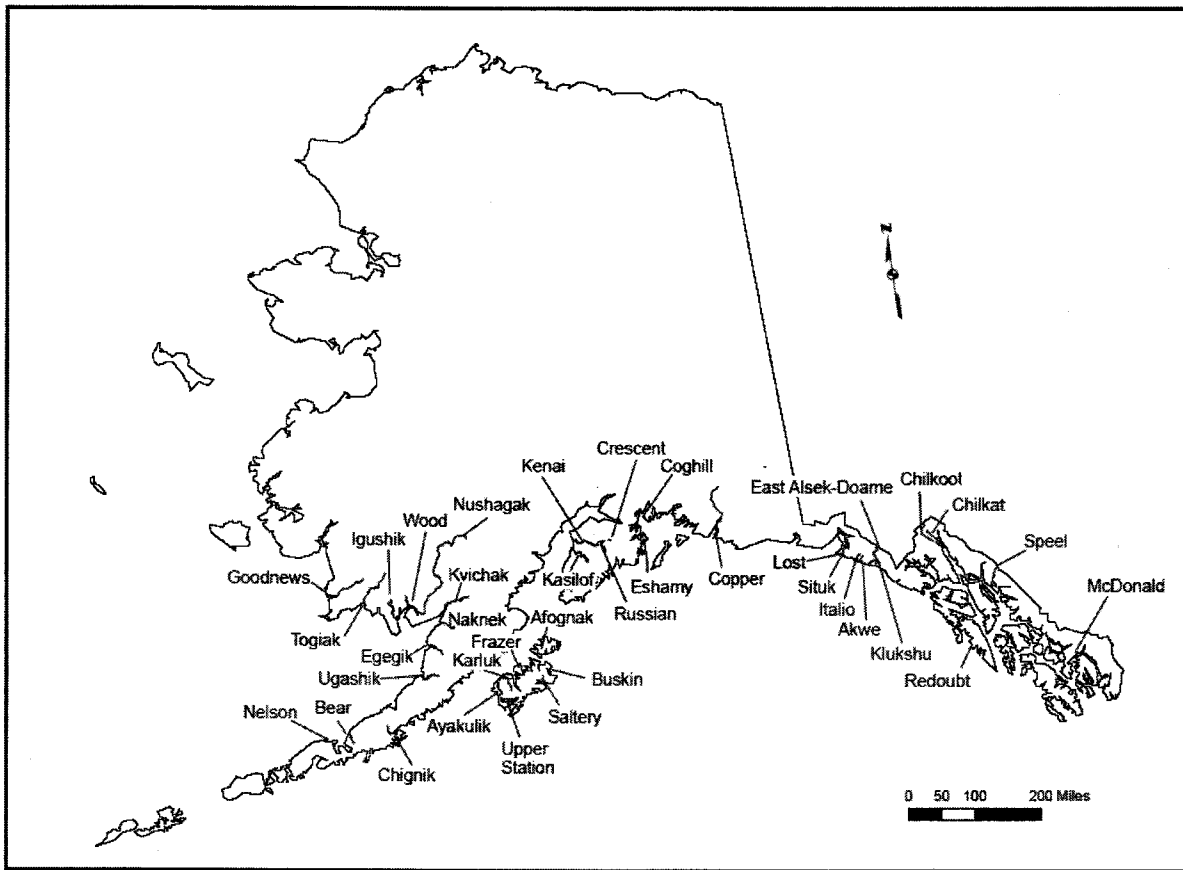 N
Crescent
Kenai
Coghill
Nushagak
Wood
Igushik
East Alsek-Doame
Chilkoot
Chilkat
Speel
McDonald
Goodnews
Kvichak
Kasilof
Eshamy
Copper
Lost
Situk
Italio
Akwe
Klukshu
Redoubt
Togiak
Naknek
Afognak
Russian
Egegik
Frazer
Karluk
Ugashik
Buskin
Nelson
Bear
Ayakulik
Saltery
Upper
Station
Chignik
0 50 100 200 Miles